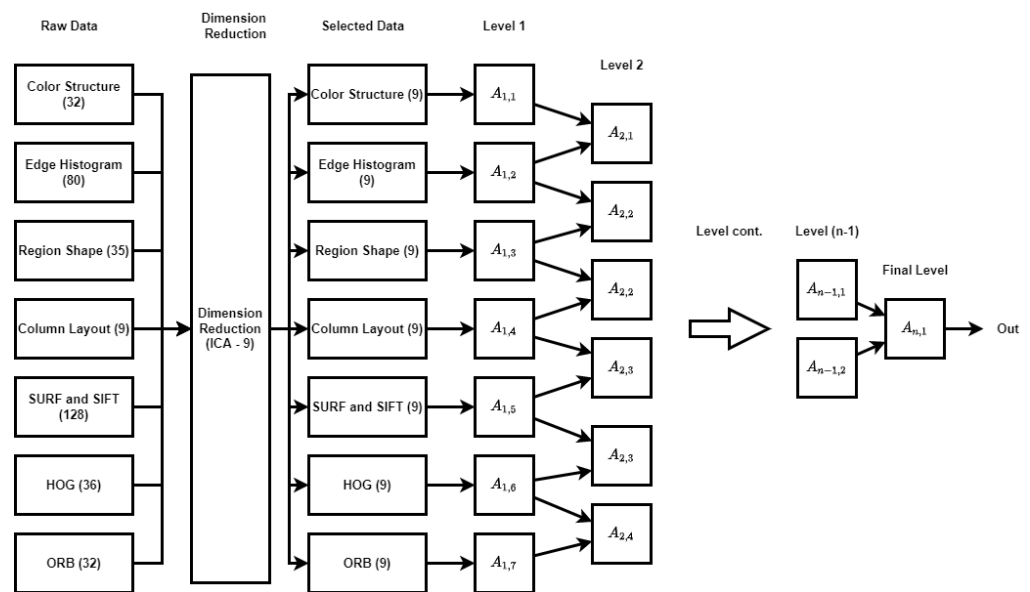 Raw Data
Dimension
Reduction
Selected Data
Level 1
Level 2
Color Structure
(32)
Edge Histogram
(80)
Region Shape (35)
Column Layout (9)
SURF and SIFT
(128)
HOG (36)
ORB (32)
Dimension
Reduction
(ICA - 9)
Color Structure (9)
Edge Histogram
(9)
Region Shape (9)
Column Layout (9)
SURF and SIFT (9)
HOG (9)
ORB (9)
A1,1
A1,2
A1,3
A1,4
A1,5
A1,6
A1,7
A2,1
A2,2
A2,2
A2,3
A2,3
A2,4
Level cont.
Level (n-1)
An−1,1
An−1,2
Final Level
An,1
Out